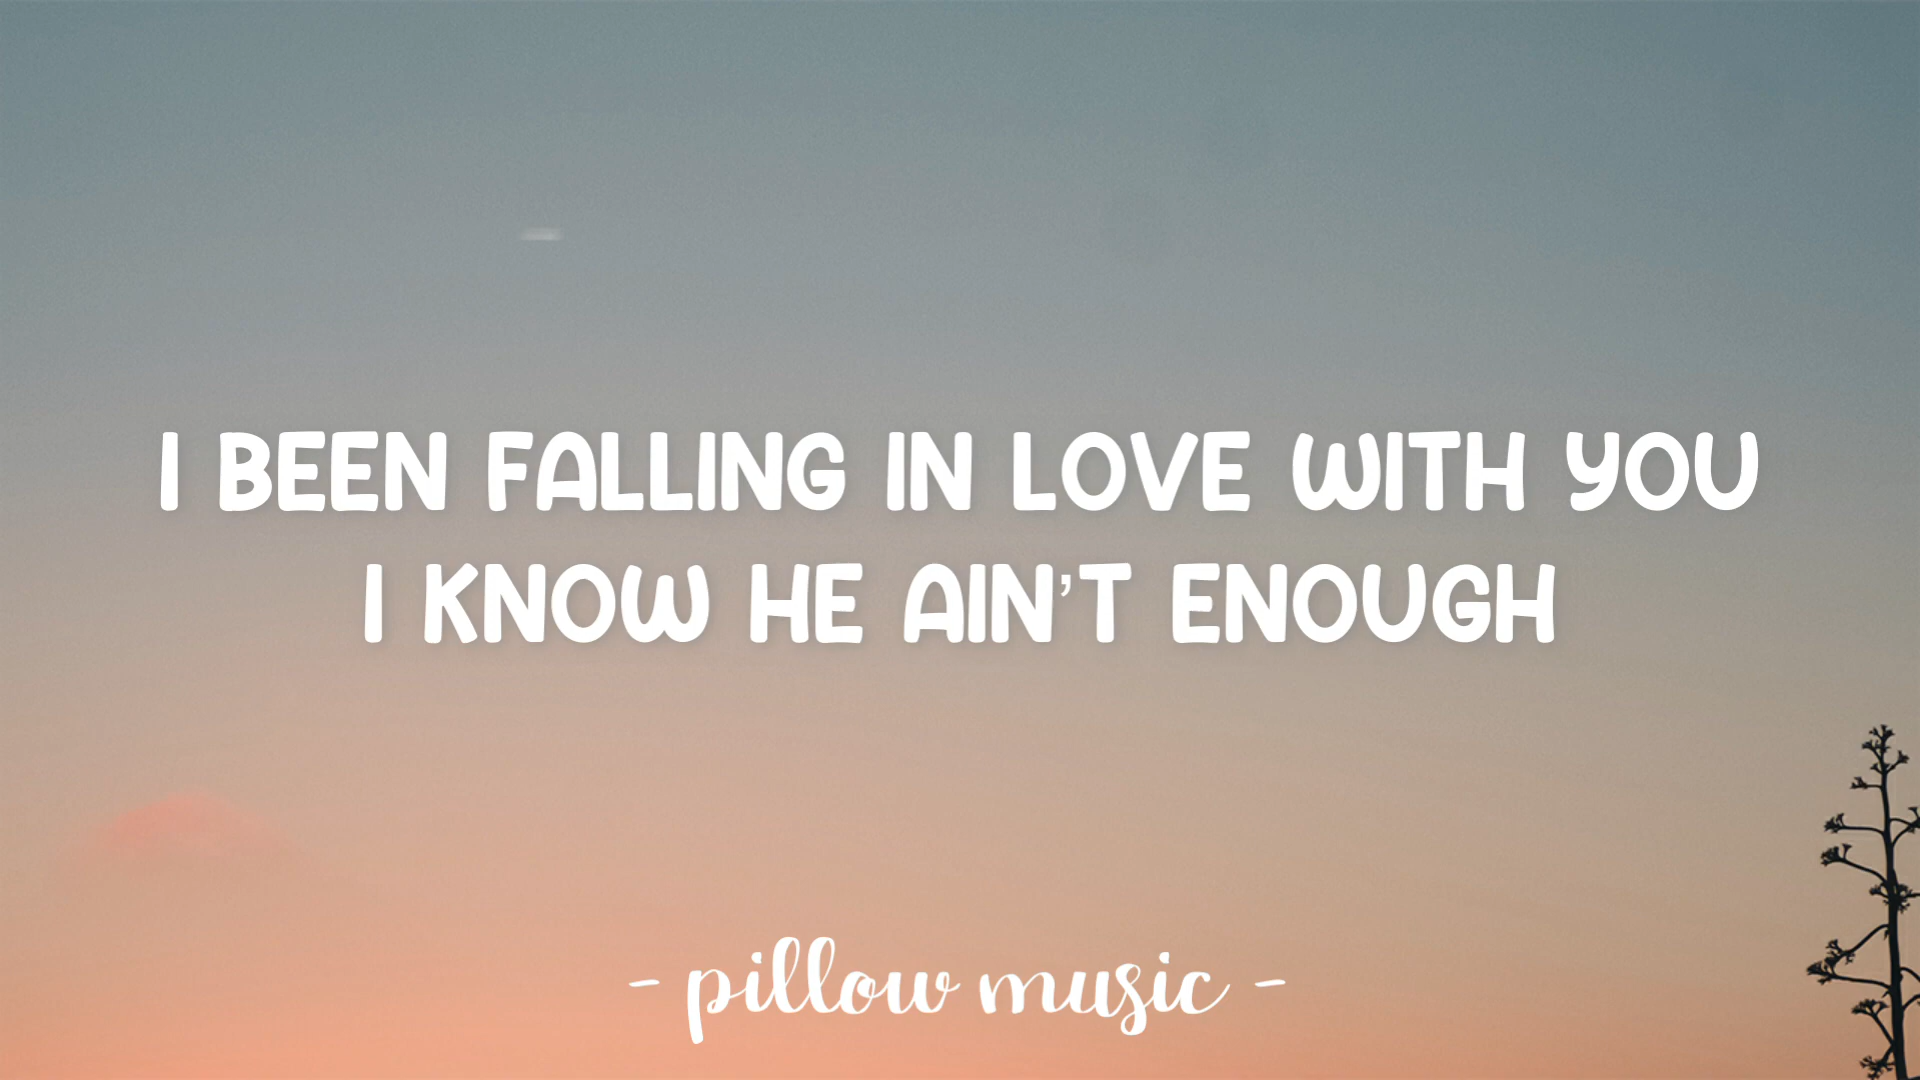 I BEEN FALLING IN LOVE WITH YOU
I KNOW HE AIN'T ENOUGH
- pillow music -